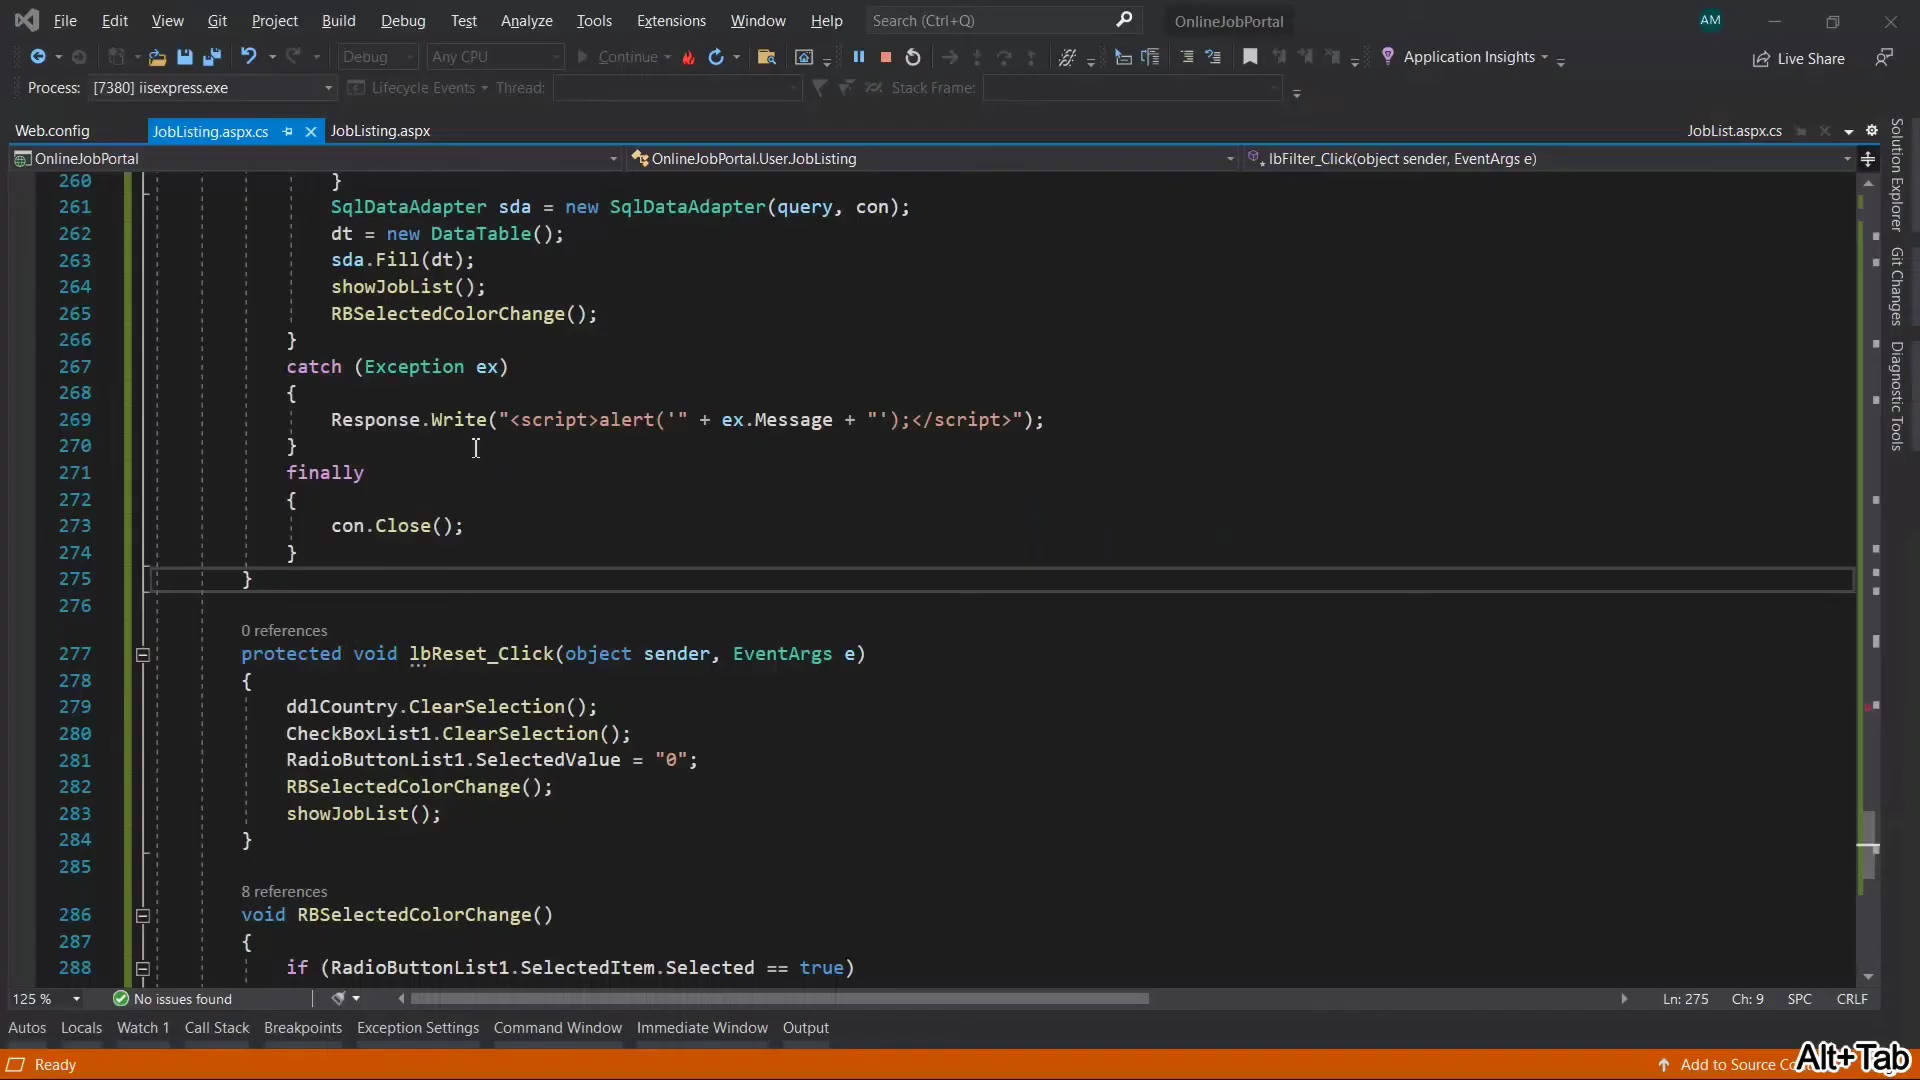 File Edit View Git Project Build Debug Test Analyze Tools Extensions Window Help Search (Ctrl+Q) OnlineJobPortal AM
Debug Any CPU Continue Application Insights Live Share
Process: [7380] iisexpress.exe Lifecycle Events Thread: Stack Frame:
Web.config JobListing.aspx.cs JobListing.aspx JobList.aspx.cs
OnlineJobPortal OnlineJobPortal.User.JobListing lbFilter_Click(object sender, EventArgs e)
260 }
261 SqlDataAdapter sda = new SqlDataAdapter(query, con);
262 dt = new DataTable();
263 sda.Fill(dt);
264 showJobList();
265 RBSelectedColorChange();
266 }
267 catch (Exception ex)
268 {
269 Response.Write("<script>alert('" + ex.Message + "');</script>");
270 }
271 finally
272 {
273 con.Close();
274 }
275 }
276
0 references
277 protected void lbReset_Click(object sender, EventArgs e)
278 {
279 ddlCountry.ClearSelection();
280 CheckBoxList1.ClearSelection();
281 RadioButtonList1.SelectedValue = "0";
282 RBSelectedColorChange();
283 showJobList();
284 }
285
8 references
286 void RBSelectedColorChange()
287 {
288 if (RadioButtonList1.SelectedItem.Selected == true)
Solution Explorer
Git Changes
Diagnostic Tools
125 % No issues found Ln: 275 Ch: 9 SPC CRLF
Autos Locals Watch 1 Call Stack Breakpoints Exception Settings Command Window Immediate Window Output
Ready Add to Source Alt+Tab